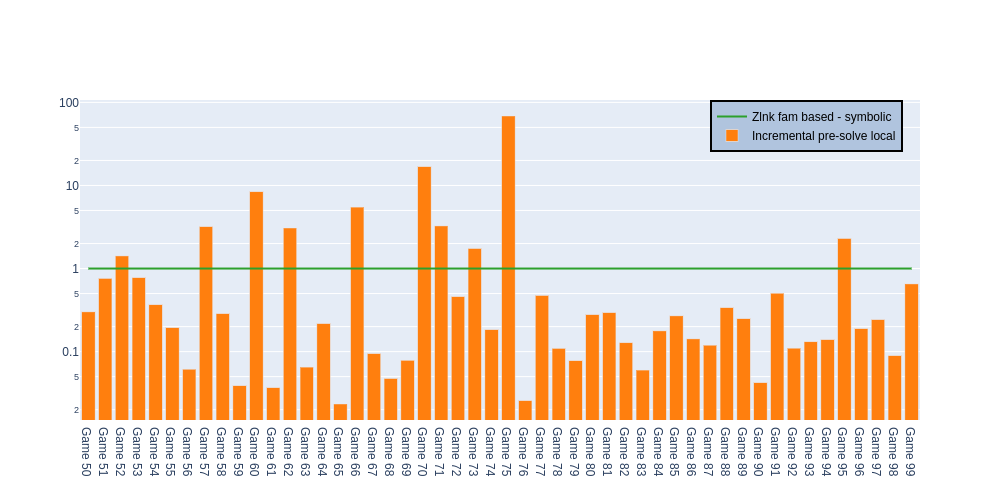 100
5
2
10
5
2
1
5
2
0.1
5
2
Zlnk fam based - symbolic
Incremental pre-solve local
Game 50
Game 51
Game 52
Game 53
Game 54
Game 55
Game 56
Game 57
Game 58
Game 59
Game 60
Game 61
Game 62
Game 63
Game 64
Game 65
Game 66
Game 67
Game 68
Game 69
Game 70
Game 71
Game 72
Game 73
Game 74
Game 75
Game 76
Game 77
Game 78
Game 79
Game 80
Game 81
Game 82
Game 83
Game 84
Game 85
Game 86
Game 87
Game 88
Game 89
Game 90
Game 91
Game 92
Game 93
Game 94
Game 95
Game 96
Game 97
Game 98
Game 99